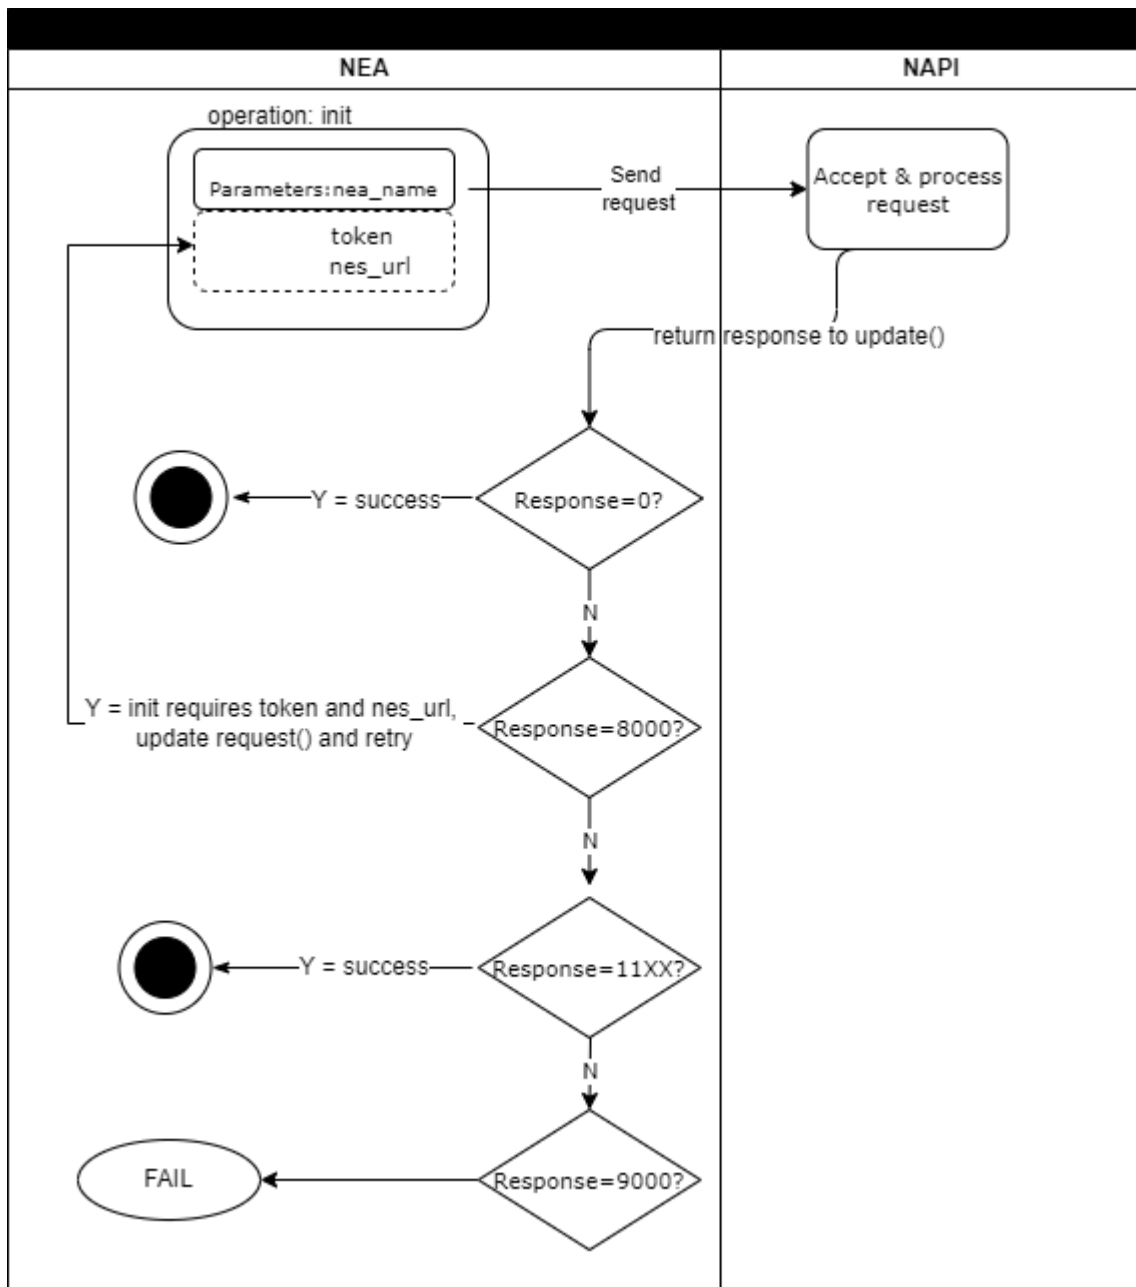 NEA
NAPI
operation: init
Parameters:nea_name
token
nes_url
Send
request
Accept & process
request
return response to update()
Response=0?
Y = success
N
Response=8000?
Y = init requires token and nes_url,
update request() and retry
N
Response=11XX?
Y = success
N
Response=9000?
FAIL